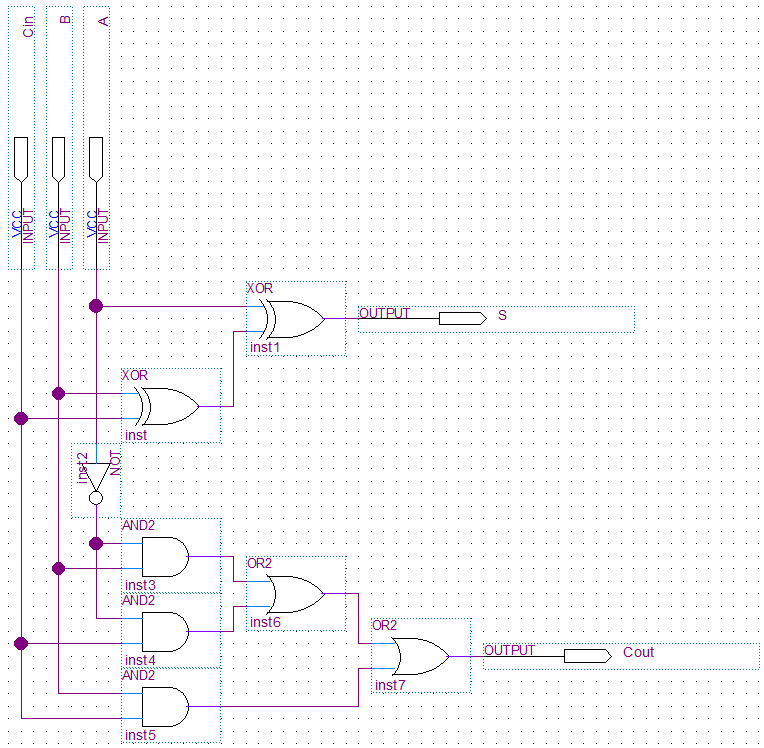 Cin
B
A
VCC
INPUT
VCC
INPUT
VCC
INPUT
XOR
OUTPUT
S
inst1
XOR
inst
inst2
NOT
AND2
inst3
OR2
inst6
AND2
inst4
OR2
OUTPUT
Cout
inst7
AND2
inst5